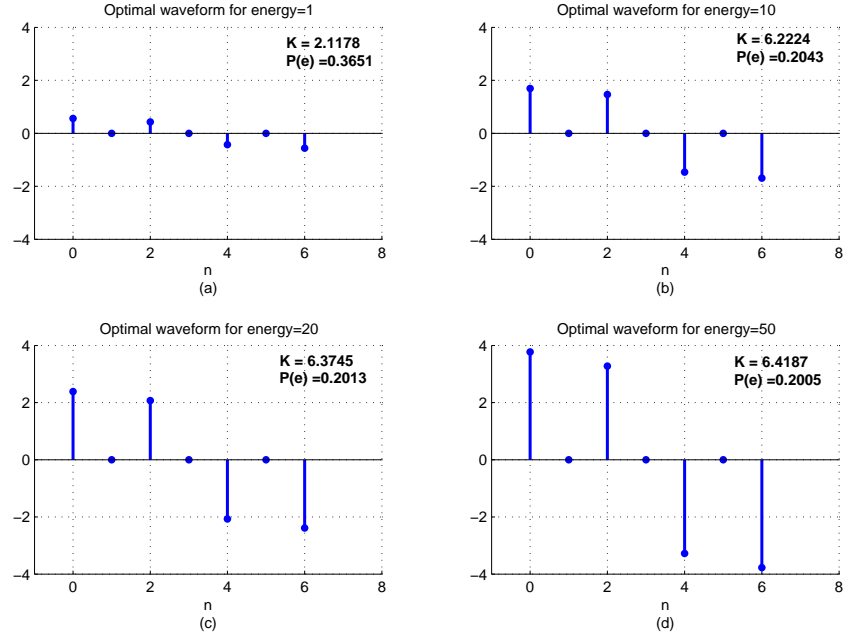 Optimal waveform for energy=1
K = 2.1178
P(e) =0.3651
4
2
0
−2
−4
0 2 4 6 8
n
(a)
Optimal waveform for energy=10
K = 6.2224
P(e) =0.2043
4
2
0
−2
−4
0 2 4 6 8
n
(b)
Optimal waveform for energy=20
K = 6.3745
P(e) =0.2013
4
2
0
−2
−4
0 2 4 6 8
n
(c)
Optimal waveform for energy=50
K = 6.4187
P(e) =0.2005
4
2
0
−2
−4
0 2 4 6 8
n
(d)